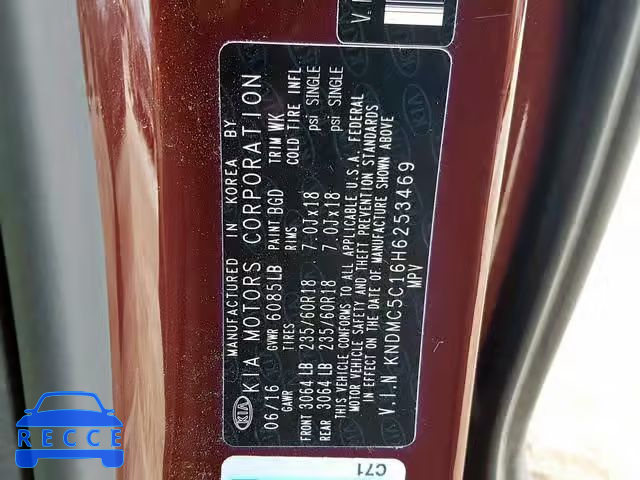 MANUFACTURED IN KOREA BY
KIA KIA MOTORS CORPORATION
06/16 GVWR 6085LB PAINT BGD TRIM WK
GAWR TIRES RIMS COLD TIRE INFL
FRONT 3064 LB 235/60R18 7.0Jx18 psi SINGLE
REAR 3064 LB 235/60R18 7.0Jx18 psi SINGLE
THIS VEHICLE CONFORMS TO ALL APPLICABLE U.S.A. FEDERAL
MOTOR VEHICLE SAFETY AND THEFT PREVENTION STANDARDS
IN EFFECT ON THE DATE OF MANUFACTURE SHOWN ABOVE.
V.I.N KNDMC5C16H6253469
MPV
V.I
C71
RECCE